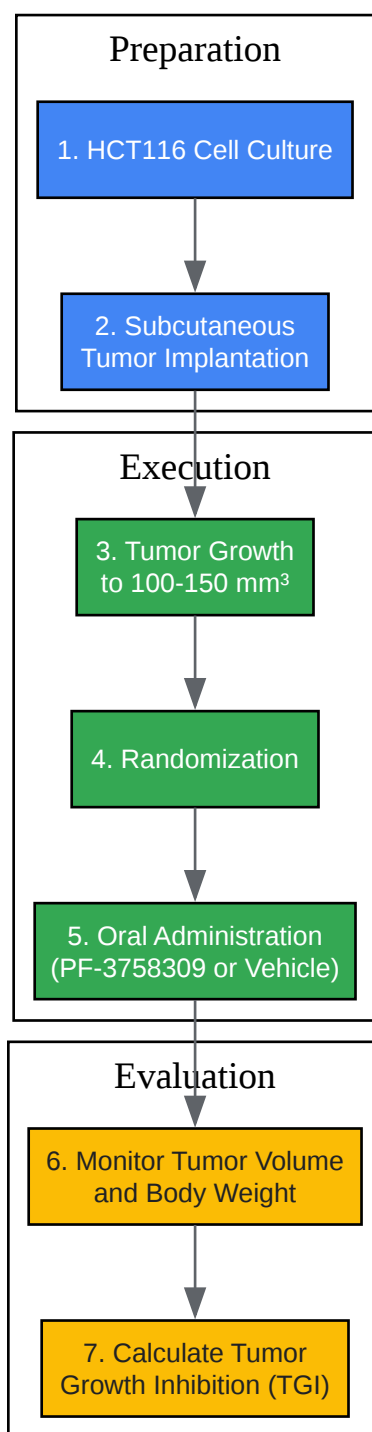 Preparation
1. HCT116 Cell Culture
2. Subcutaneous
Tumor Implantation
Execution
3. Tumor Growth
to 100-150 mm³
4. Randomization
5. Oral Administration
(PF-3758309 or Vehicle)
Evaluation
6. Monitor Tumor Volume
and Body Weight
7. Calculate Tumor
Growth Inhibition (TGI)